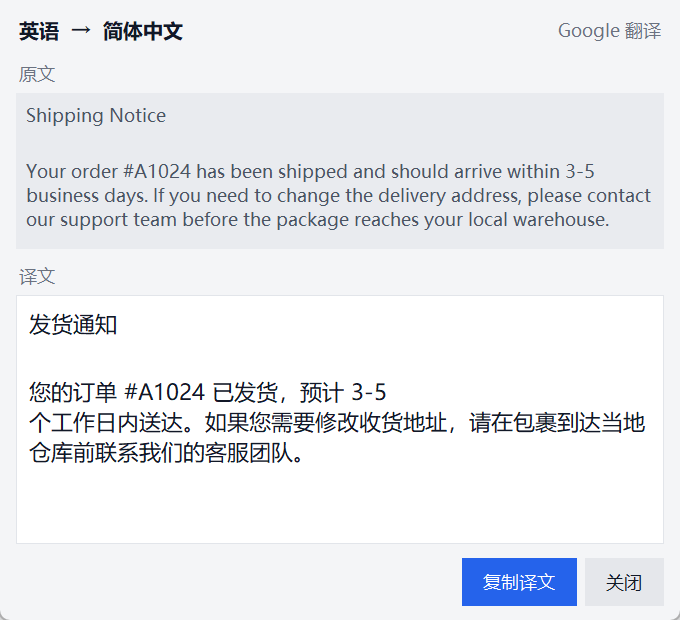 英语 → 简体中文
Google 翻译
原文
Shipping Notice
Your order #A1024 has been shipped and should arrive within 3-5
business days. If you need to change the delivery address, please contact
our support team before the package reaches your local warehouse.
译文
发货通知
您的订单 #A1024 已发货，预计 3-5
个工作日内送达。如果您需要修改收货地址，请在包裹到达当地
仓库前联系我们的客服团队。
复制译文
关闭